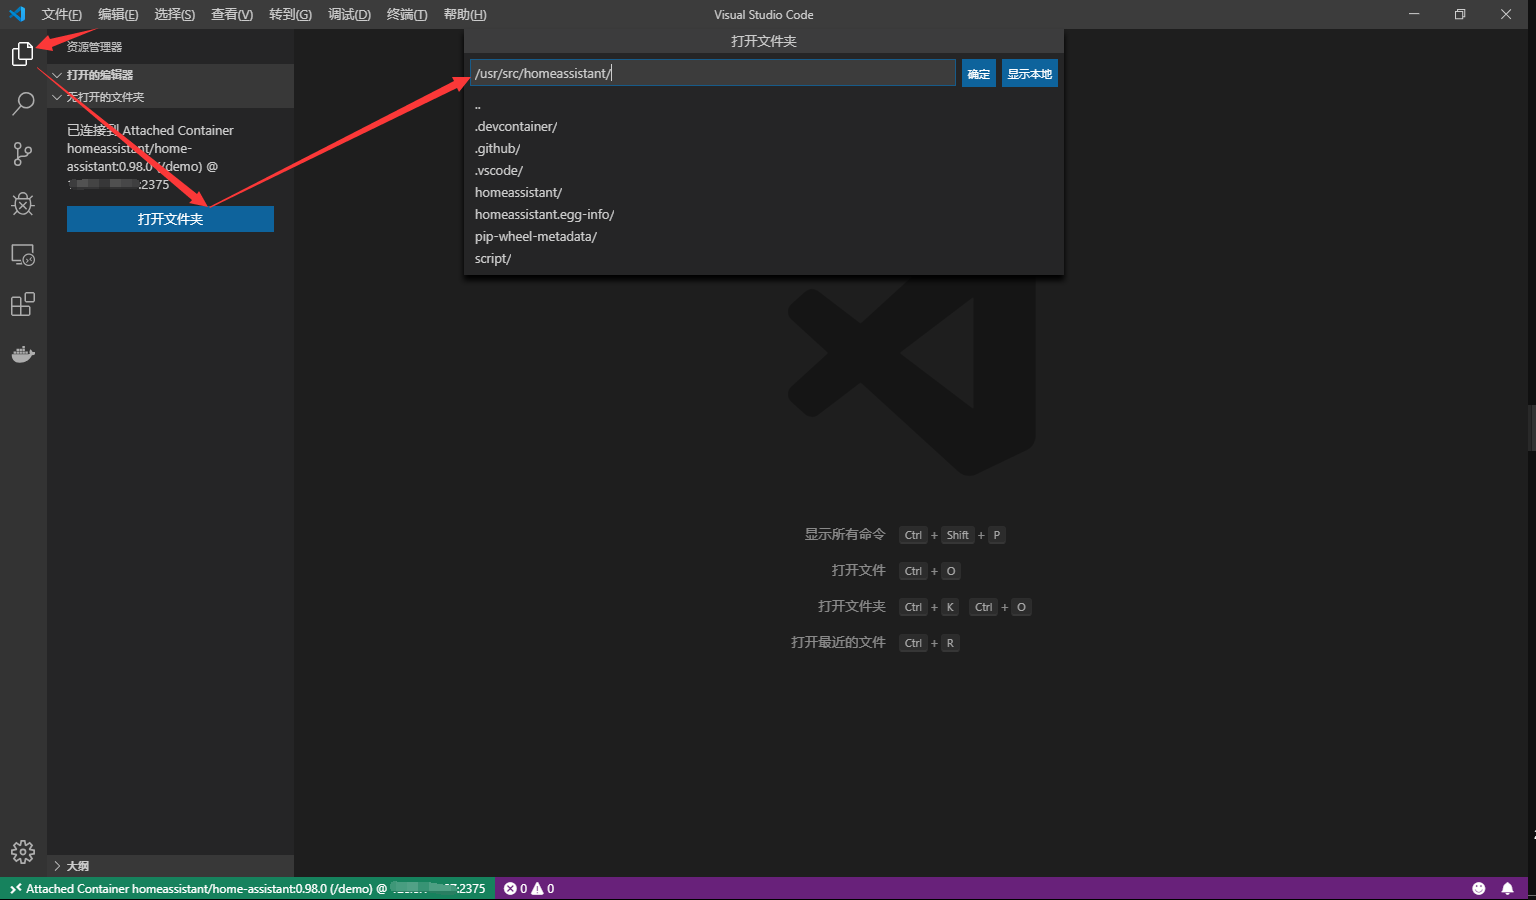 文件(F) 编辑(E) 选择(S) 查看(V) 转到(G) 调试(D) 终端(T) 帮助(H) Visual Studio Code
资源管理器
打开的编辑器
无打开的文件夹
已连接到 Attached Container
homeassistant/home-
assistant:0.98.0 (/demo) @
:2375
打开文件夹
打开文件夹
/usr/src/homeassistant/ 确定 显示本地
..
.devcontainer/
.github/
.vscode/
homeassistant/
homeassistant.egg-info/
pip-wheel-metadata/
script/
显示所有命令 Ctrl + Shift + P
打开文件 Ctrl + O
打开文件夹 Ctrl + K Ctrl + O
打开最近的文件 Ctrl + R
大纲
Attached Container homeassistant/home-assistant:0.98.0 (/demo) @ :2375 0 0